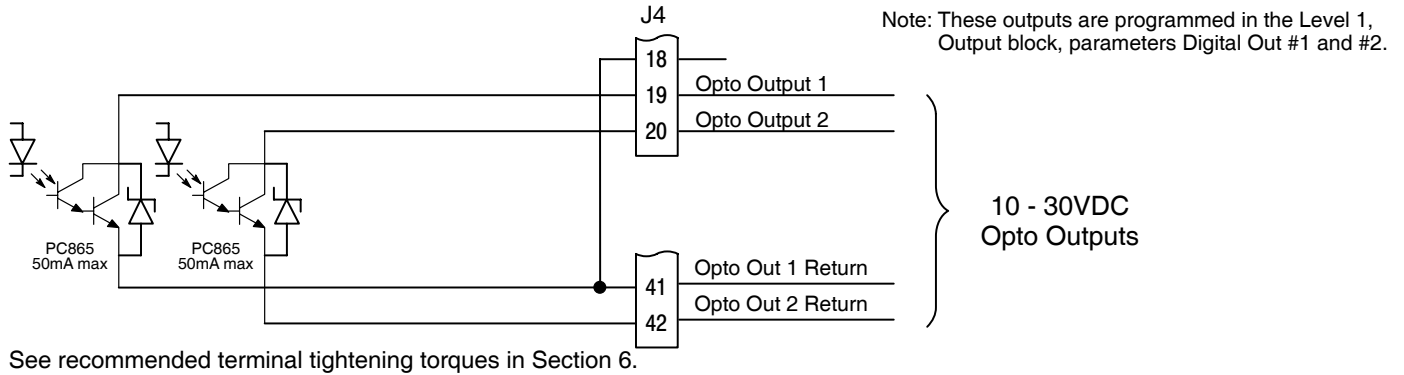 J4
Note: These outputs are programmed in the Level 1,
Output block, parameters Digital Out #1 and #2.
18
19
Opto Output 1
20
Opto Output 2
10 - 30VDC
Opto Outputs
PC865
50mA max
PC865
50mA max
41
Opto Out 1 Return
42
Opto Out 2 Return
See recommended terminal tightening torques in Section 6.